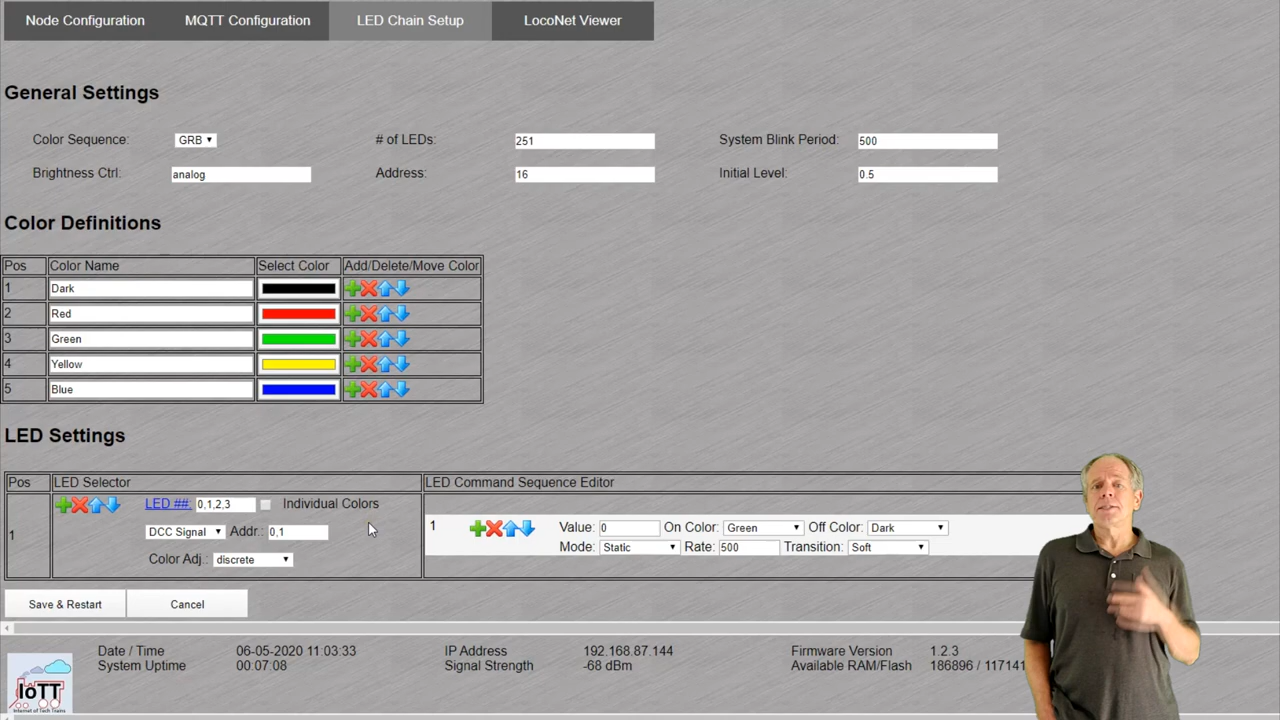 Node Configuration MQTT Configuration LED Chain Setup LocoNet Viewer
General Settings
Color Sequence: GRB # of LEDs: 251 System Blink Period: 500
Brightness Ctrl: analog Address: 16 Initial Level: 0.5
Color Definitions
Pos Color Name Select Color Add/Delete/Move Color
1 Dark
2 Red
3 Green
4 Yellow
5 Blue
LED Settings
Pos LED Selector LED Command Sequence Editor
1 LED ##: 0,1,2,3 Individual Colors
DCC Signal Addr.: 0,1
Color Adj.: discrete
1 Value: 0 On Color: Green Off Color: Dark
Mode: Static Rate: 500 Transition: Soft
Save & Restart Cancel
Date / Time 06-05-2020 11:03:33 IP Address 192.168.87.144 Firmware Version 1.2.3
System Uptime 00:07:08 Signal Strength -68 dBm Available RAM/Flash 186896 / 117141
IoTT
Internet of Tech Trains